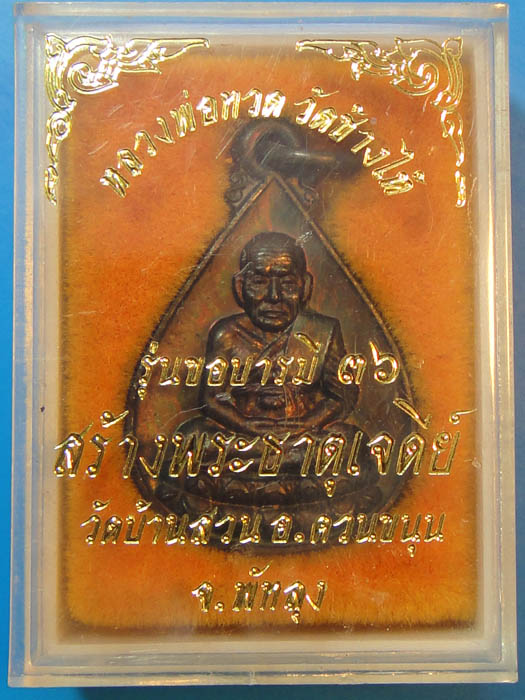 หลวงพ่อทวด วัดช้างไห้
รุ่นขอบารมี ๓๖
สร้างพระธาตุเจดีย์
วัดบ้านสวน อ.ควนขนุน
จ.พัทลุง